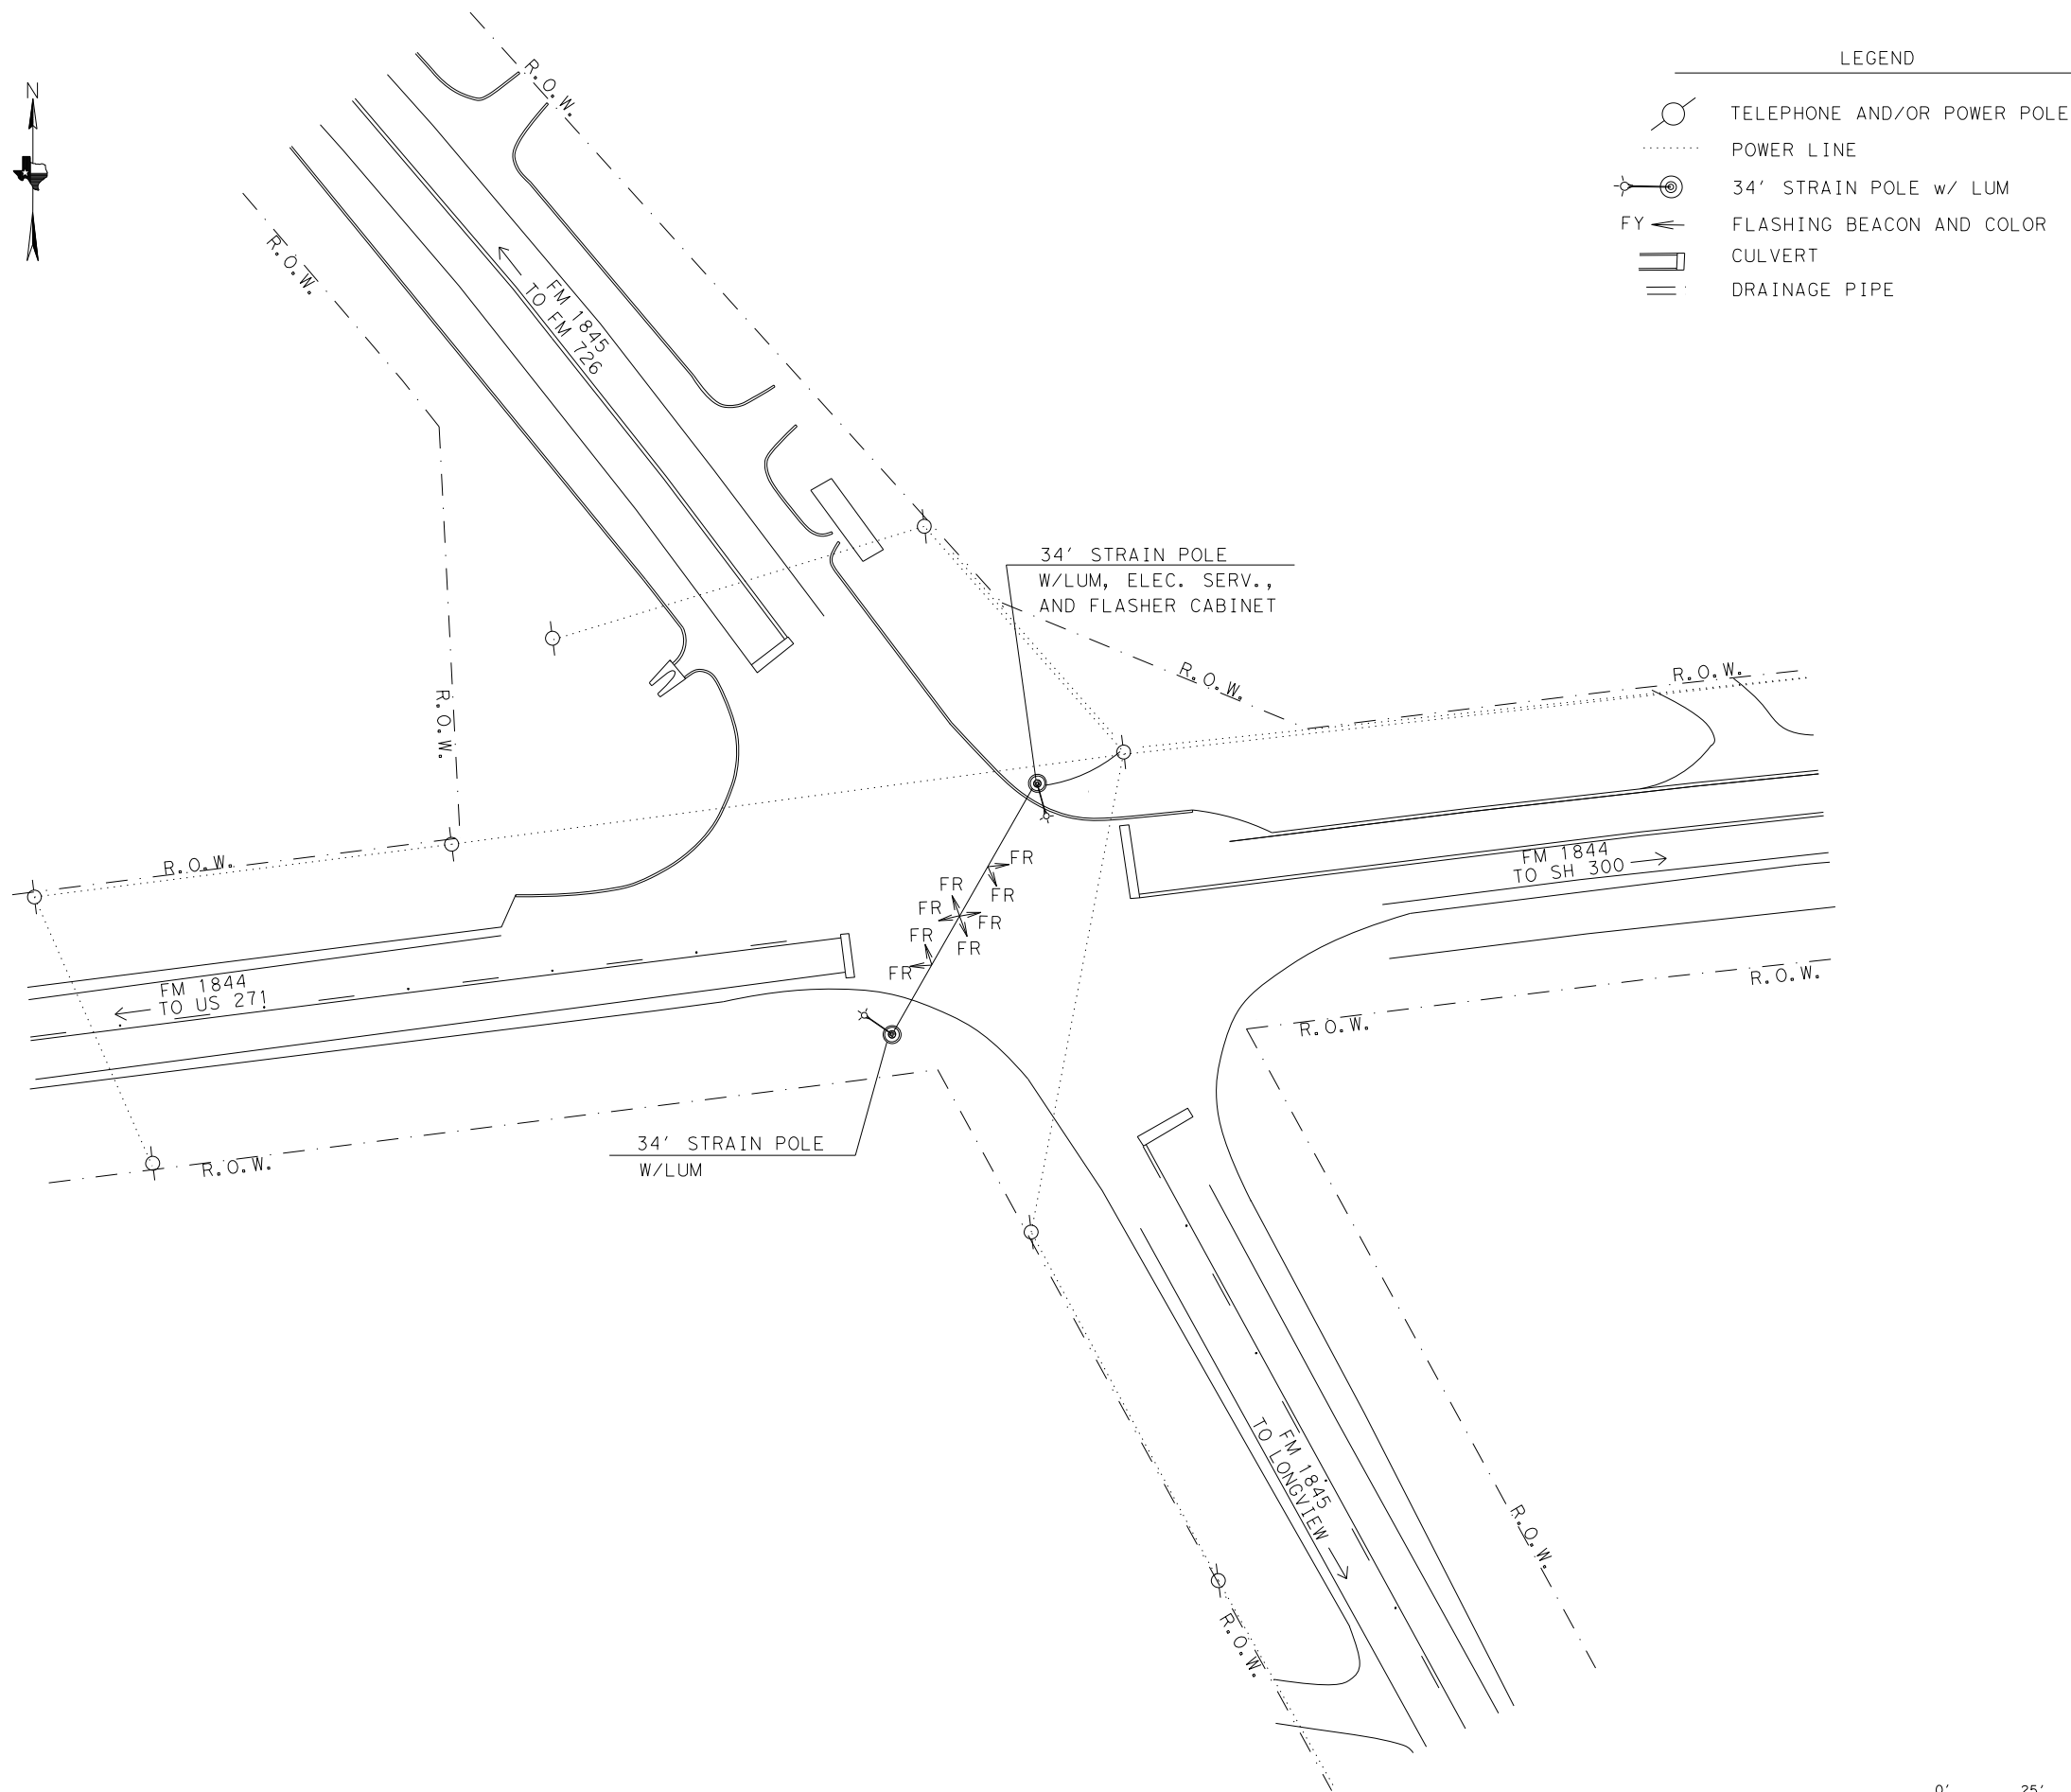 LEGEND
TELEPHONE AND/OR POWER POLE
POWER LINE
34' STRAIN POLE w/ LUM
FY
FLASHING BEACON AND COLOR
CULVERT
DRAINAGE PIPE
N
R.O.W.
R.O.W.
FM 1845
TO FM 726
34' STRAIN POLE
W/LUM, ELEC. SERV.,
AND FLASHER CABINET
R.O.W.
R.O.W.
R.O.W.
R.O.W.
FM 1844
TO SH 300
FR
FR
FR
FR
FR
FR
FR
FR
FM 1844
TO US 271
R.O.W.
R.O.W.
34' STRAIN POLE
W/LUM
R.O.W.
FM 1845
TO LONGVIEW
R.O.W.
R.O.W.
0' 25'